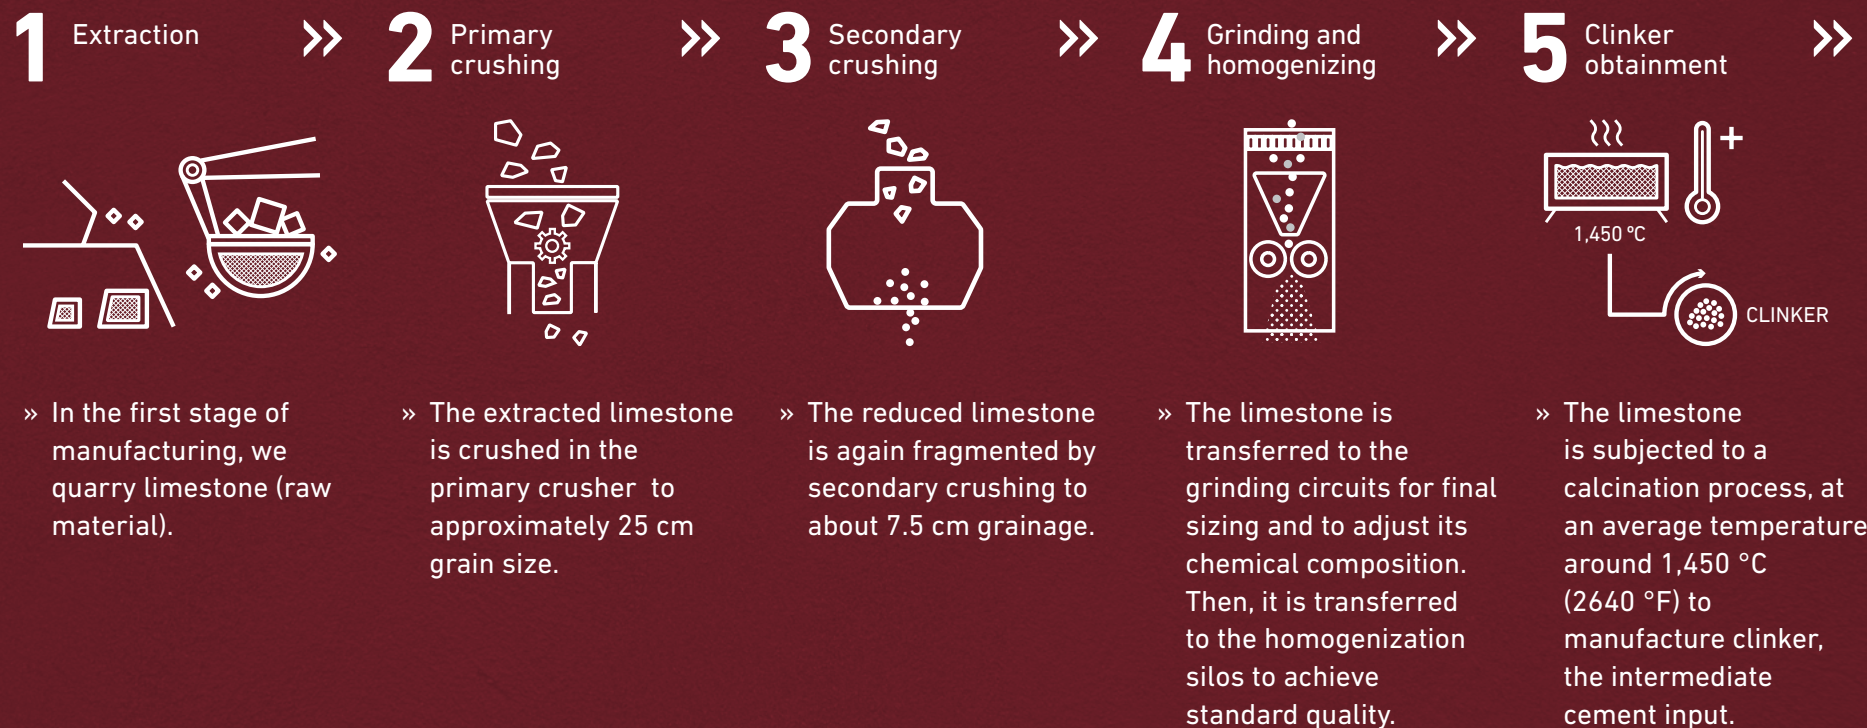 1 Extraction »
2 Primary
crushing »
3 Secondary
crushing »
4 Grinding and
homogenizing »
5 Clinker
obtainment »
1,450 ºC
CLINKER
» In the first stage of
manufacturing, we
quarry limestone (raw
material).
» The extracted limestone
is crushed in the
primary crusher to
approximately 25 cm
grain size.
» The reduced limestone
is again fragmented by
secondary crushing to
about 7.5 cm grainage.
» The limestone is
transferred to the
grinding circuits for final
sizing and to adjust its
chemical composition.
Then, it is transferred
to the homogenization
silos to achieve
standard quality.
» The limestone
is subjected to a
calcination process, at
an average temperature
around 1,450 °C
(2640 °F) to
manufacture clinker,
the intermediate
cement input.